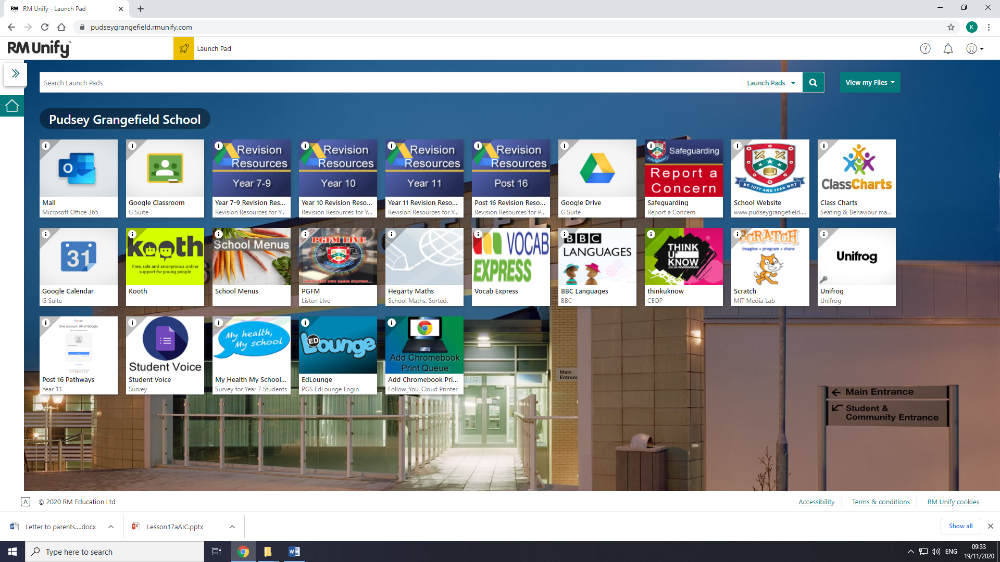 RM Unify - Launch Pad
pudseygrangefield.rmunify.com
K
RM Unify™
Launch Pad
Search Launch Pads
Launch Pads
View my Files
Pudsey Grangefield School
Revision Resources
Year 7-9
Revision Resources
Year 10
Revision Resources
Year 11
Revision Resources
Post 16
Safeguarding
Report a Concern
BE JUST AND FEAR NOT
ClassCharts
Mail
Microsoft Office 365
Google Classroom
G Suite
Year 7-9 Revision Res...
Revision Resources for Y...
Year 10 Revision Reso...
Revision Resources for Y...
Year 11 Revision Reso...
Revision Resources for Y...
Post 16 Revision Reso...
Revision Resources for P...
Google Drive
G Suite
Safeguarding
Report a Concern
School Website
www.pudseygrangefield....
Class Charts
Seating & Behaviour ma...
31
kooth
Free, safe and anonymous online
support for young people
School Menus
PGFM LIVE
VOCAB
EXPRESS
BBC
LANGUAGES
THINK
U
KNOW
.co.uk
SCRATCH
imagine • program • share
Unifrog
Google Calendar
G Suite
Kooth
School Menus
PGFM
Listen LIve
Hegarty Maths
School Maths. Sorted.
Vocab Express
BBC Languages
BBC
thinkuknow
CEOP
Scratch
MIT Media Lab
Unifrog
Unifrog
Google
One account. All of Google.
Student Voice
My health,
My school
ED
Lounge
Add Chromebook
Print Queue
Post 16 Pathways
Year 11
Student Voice
Survey
My Health My School...
Survey for Year 7 Students
EdLounge
PGS EdLounge Login
Add Chromebook Pri...
Follow_You_Cloud Printer
Main
Entrance
Main Entrance
Student &
Community Entrance
A
© 2020 RM Education Ltd
Accessibility
Terms & conditions
RM Unify cookies
Letter to parents....docx
Lesson17aAIC.pptx
Show all
Type here to search
ENG
09:33
19/11/2020